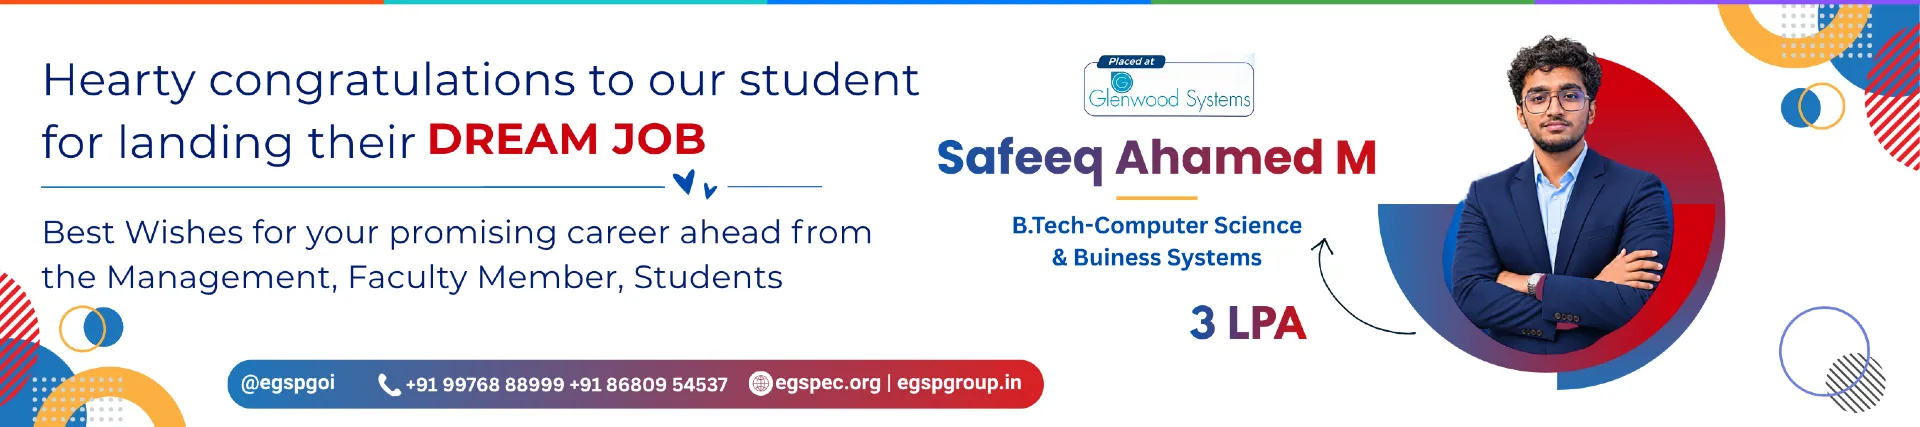 Hearty congratulations to our student
for landing their DREAM JOB
Best Wishes for your promising career ahead from
the Management, Faculty Member, Students
@egspgoi +91 99768 88999 +91 86809 54537 egspec.org | egspgroup.in
Placed at
G
Glenwood Systems
Safeeq Ahamed M
B.Tech-Computer Science
& Buiness Systems
3 LPA